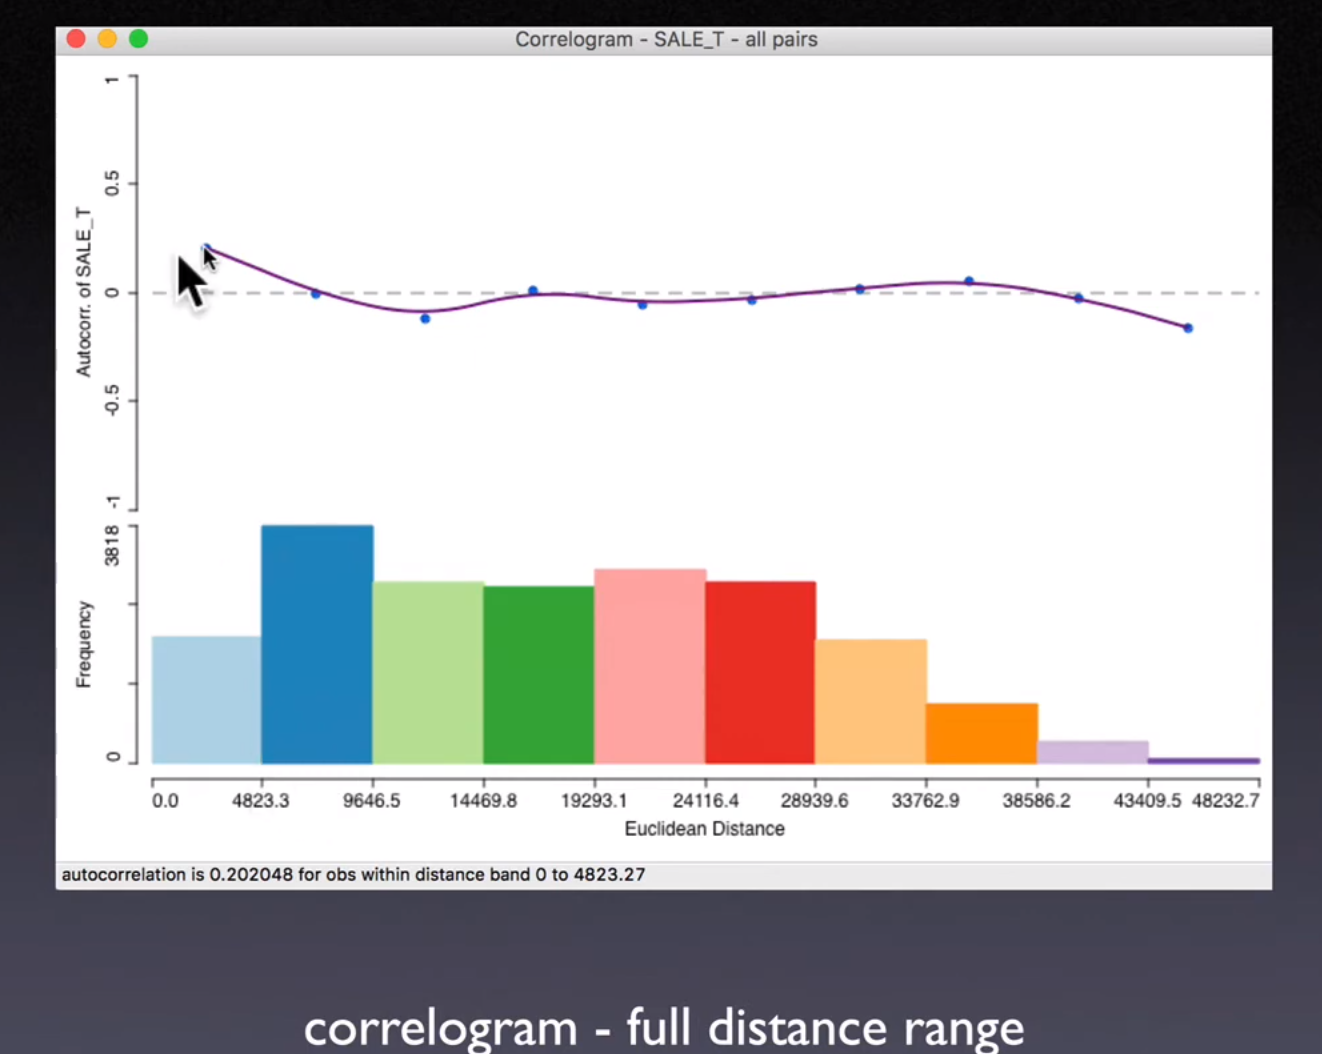 Correlogram - SALE_T - all pairs
1
0.5
0
-0.5
-1
Autocorr. of SALE_T
3818
0
Frequency
0.0 4823.3 9646.5 14469.8 19293.1 24116.4 28939.6 33762.9 38586.2 43409.5 48232.7
Euclidean Distance
autocorrelation is 0.202048 for obs within distance band 0 to 4823.27
correlogram - full distance range